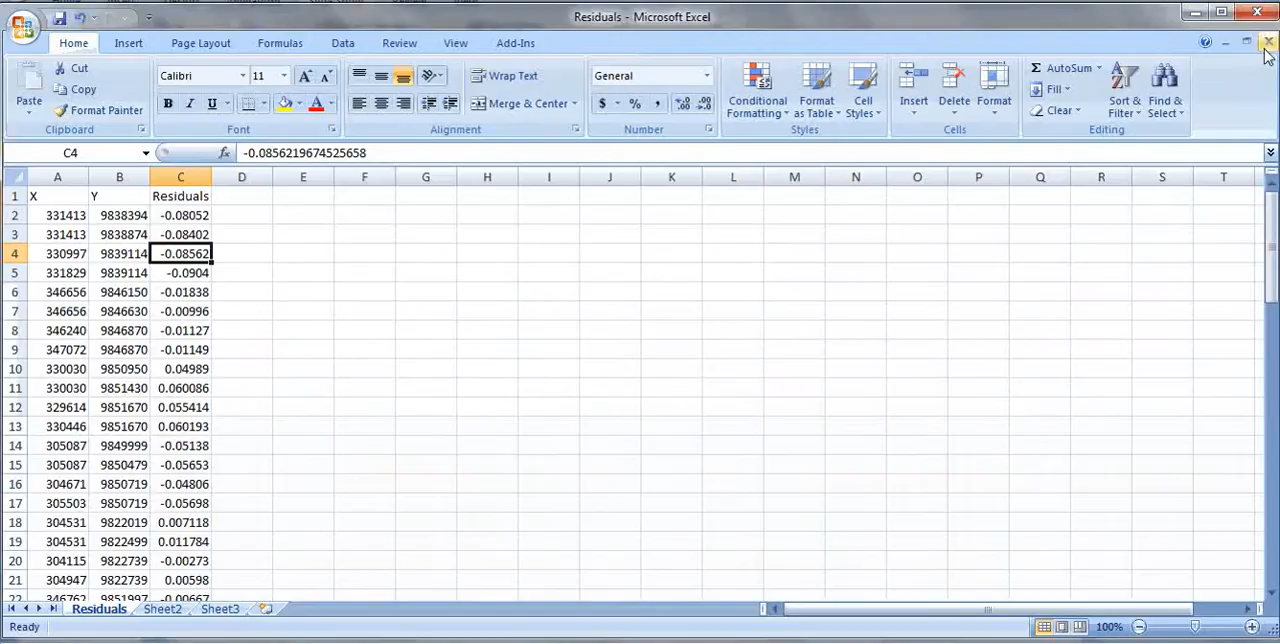 Residuals - Microsoft Excel
Home Insert Page Layout Formulas Data Review View Add-Ins
Paste
Cut
Copy
Format Painter
Clipboard
Calibri 11
B I U
Font
Wrap Text
Merge & Center
Alignment
General
$ % ,
Number
Conditional Formatting
Format as Table
Cell Styles
Styles
Insert
Delete
Format
Cells
AutoSum
Fill
Clear
Sort & Filter
Find & Select
Editing
C4 fx -0.0856219674525658
A B C D E F G H I J K L M N O P Q R S T
1 X Y Residuals
2 331413 9838394 -0.08052
3 331413 9838874 -0.08402
4 330997 9839114 -0.08562
5 331829 9839114 -0.0904
6 346656 9846150 -0.01838
7 346656 9846630 -0.00996
8 346240 9846870 -0.01127
9 347072 9846870 -0.01149
10 330030 9850950 0.04989
11 330030 9851430 0.060086
12 329614 9851670 0.055414
13 330446 9851670 0.060193
14 305087 9849999 -0.05138
15 305087 9850479 -0.05653
16 304671 9850719 -0.04806
17 305503 9850719 -0.05698
18 304531 9822019 0.007118
19 304531 9822499 0.011784
20 304115 9822739 -0.00273
21 304947 9822739 0.00598
22 346762 9851997 -0.00667
Residuals Sheet2 Sheet3
Ready 100%